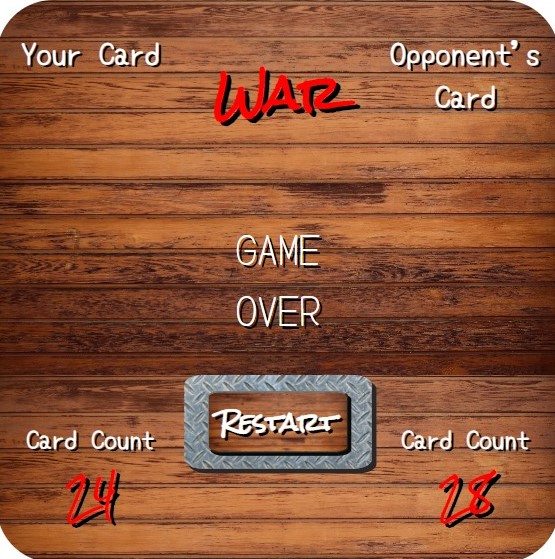 Your Card
War
Opponent's
Card
GAME
OVER
Restart
Card Count
24
Card Count
28